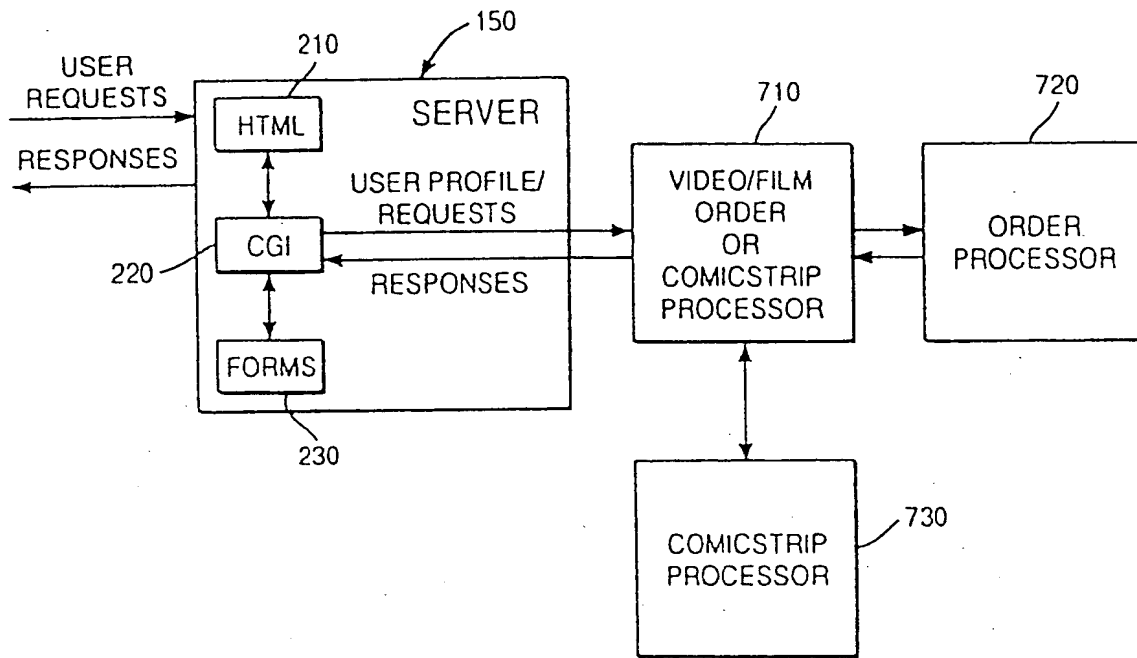 150
210
USER
REQUESTS
HTML
SERVER
RESPONSES
USER PROFILE/
REQUESTS
CGI
220
RESPONSES
FORMS
230
710
VIDEO/FILM
ORDER
OR
COMICSTRIP
PROCESSOR
720
ORDER
PROCESSOR
730
COMICSTRIP
PROCESSOR